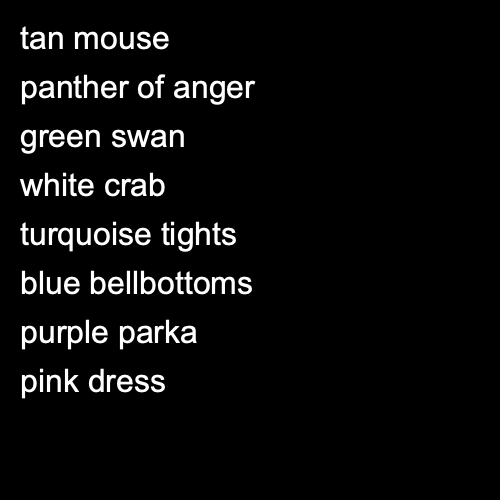 tan mouse
panther of anger
green swan
white crab
turquoise tights
blue bellbottoms
purple parka
pink dress